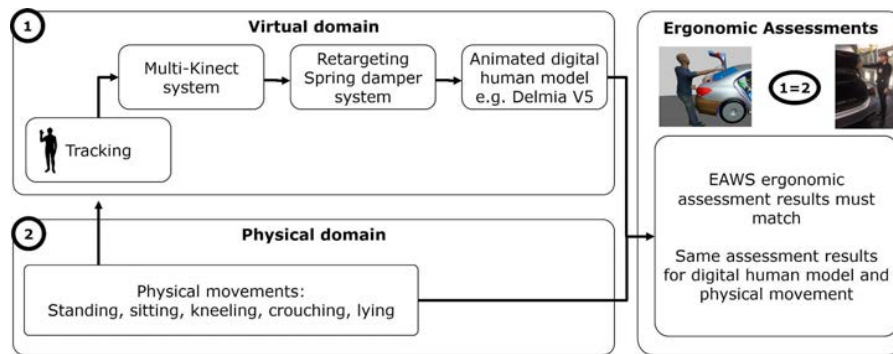 1
Virtual domain
Multi-Kinect
system
Retargeting
Spring damper
system
Animated digital
human model
e.g. Delmia V5
Tracking
2
Physical domain
Physical movements:
Standing, sitting, kneeling, crouching, lying
Ergonomic Assessments
1=2
EAWS ergonomic
assessment results must
match
Same assessment results
for digital human model and
physical movement